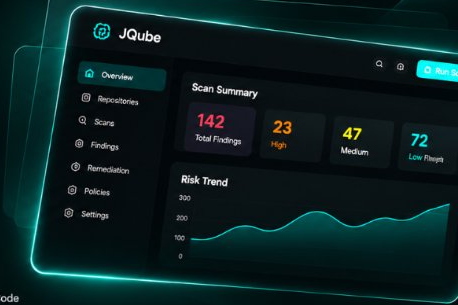 JQube
Run
Overview
Repositories
Scans
Findings
Remediation
Policies
Settings
Scan Summary
142
Total Findings
23
High
47
Medium
72
Low
Risk Trend
300
200
100
0
ode